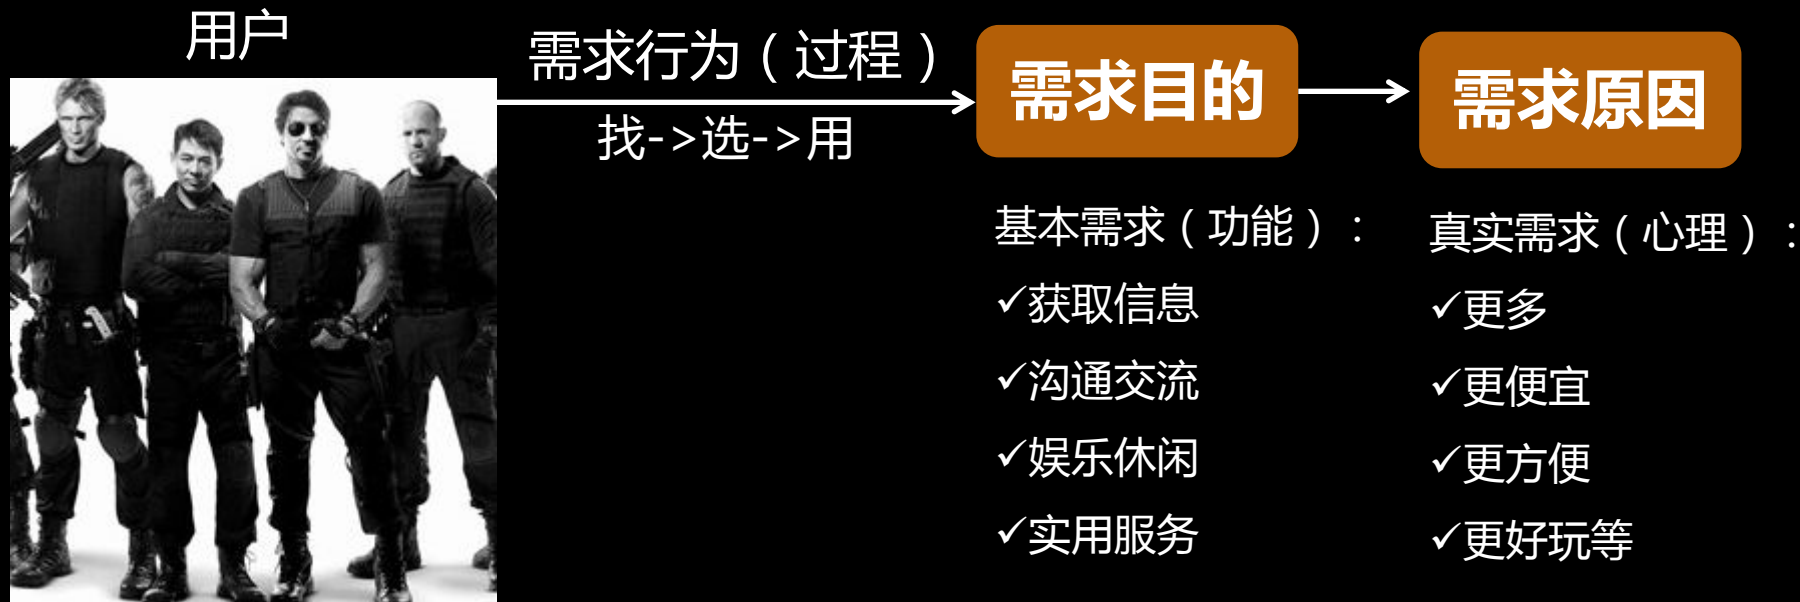 用户
需求行为（过程）
找->选->用
需求目的
基本需求（功能）：
✓获取信息
✓沟通交流
✓娱乐休闲
✓实用服务
需求原因
真实需求（心理）：
✓更多
✓更便宜
✓更方便
✓更好玩等